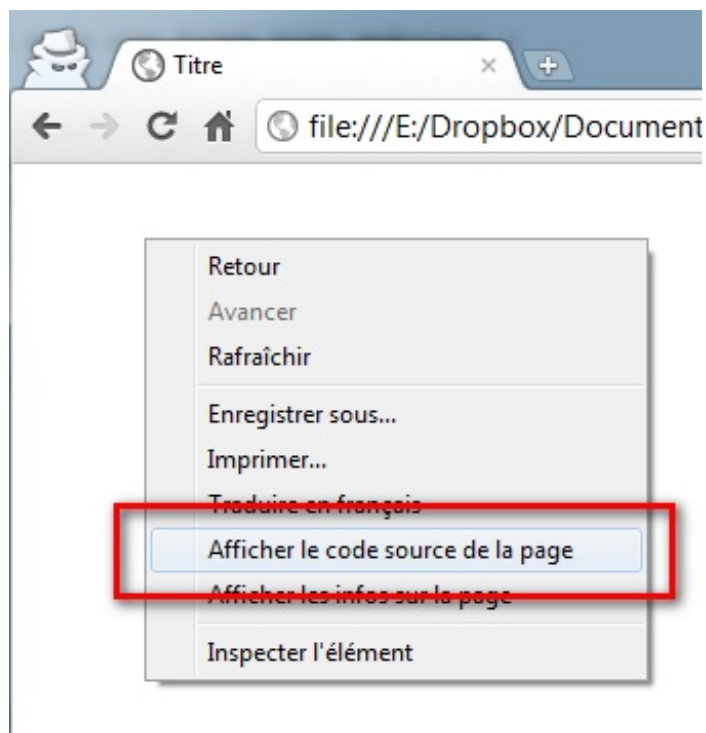 Titre
file:///E:/Dropbox/Document
Retour
Avancer
Rafraîchir
Enregistrer sous...
Imprimer...
Traduire en français
Afficher le code source de la page
Afficher les infos sur la page
Inspecter l'élément